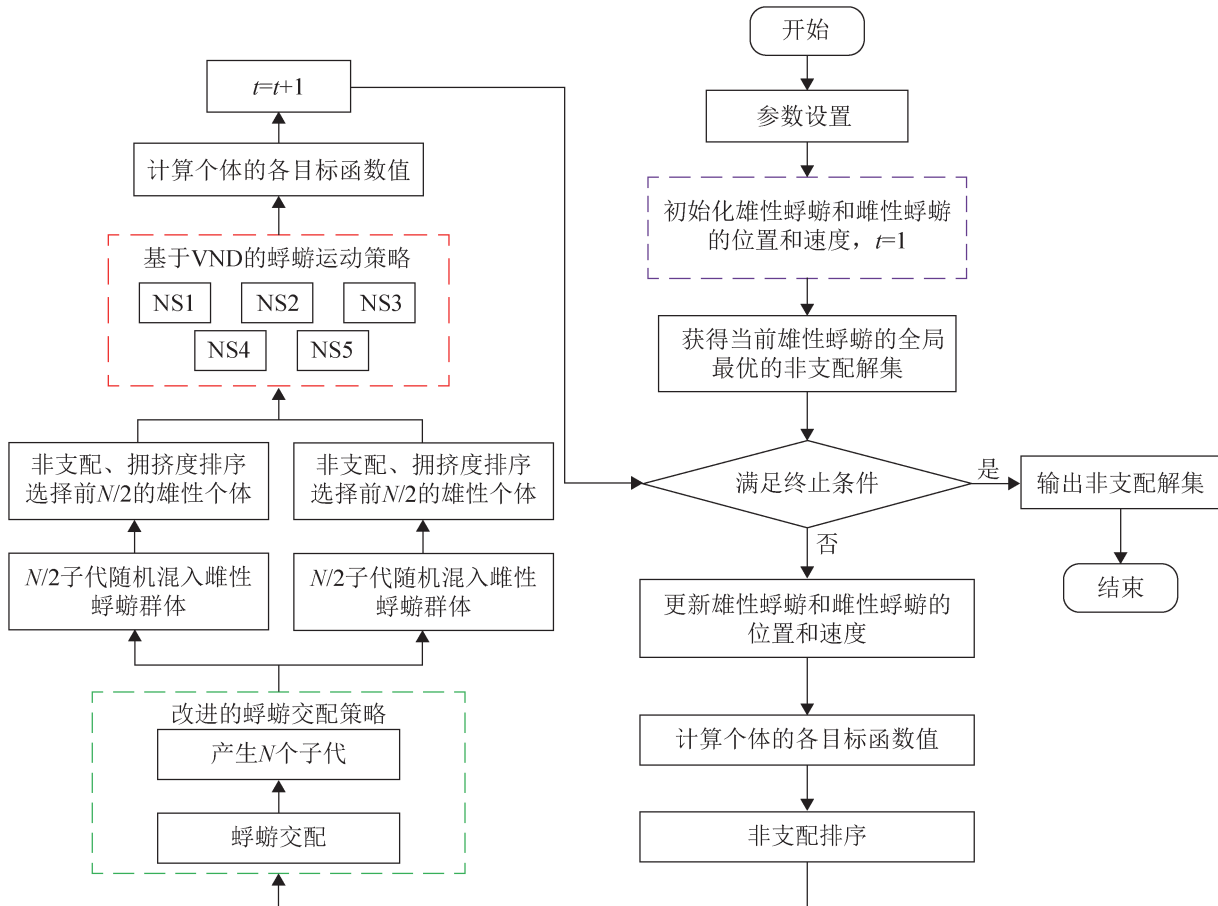 开始
参数设置
初始化雄性蜉蝣和雌性蜉蝣
的位置和速度，t=1
获得当前雄性蜉蝣的全局
最优的非支配解集
满足终止条件
是
输出非支配解集
结束
否
更新雄性蜉蝣和雌性蜉蝣的
位置和速度
计算个体的各目标函数值
非支配排序
改进的蜉蝣交配策略
产生N个子代
蜉蝣交配
N/2子代随机混入雌性
蜉蝣群体
N/2子代随机混入雌性
蜉蝣群体
非支配、拥挤度排序
选择前N/2的雄性个体
非支配、拥挤度排序
选择前N/2的雄性个体
基于VND的蜉蝣运动策略
NS1 NS2 NS3
NS4 NS5
计算个体的各目标函数值
t=t+1